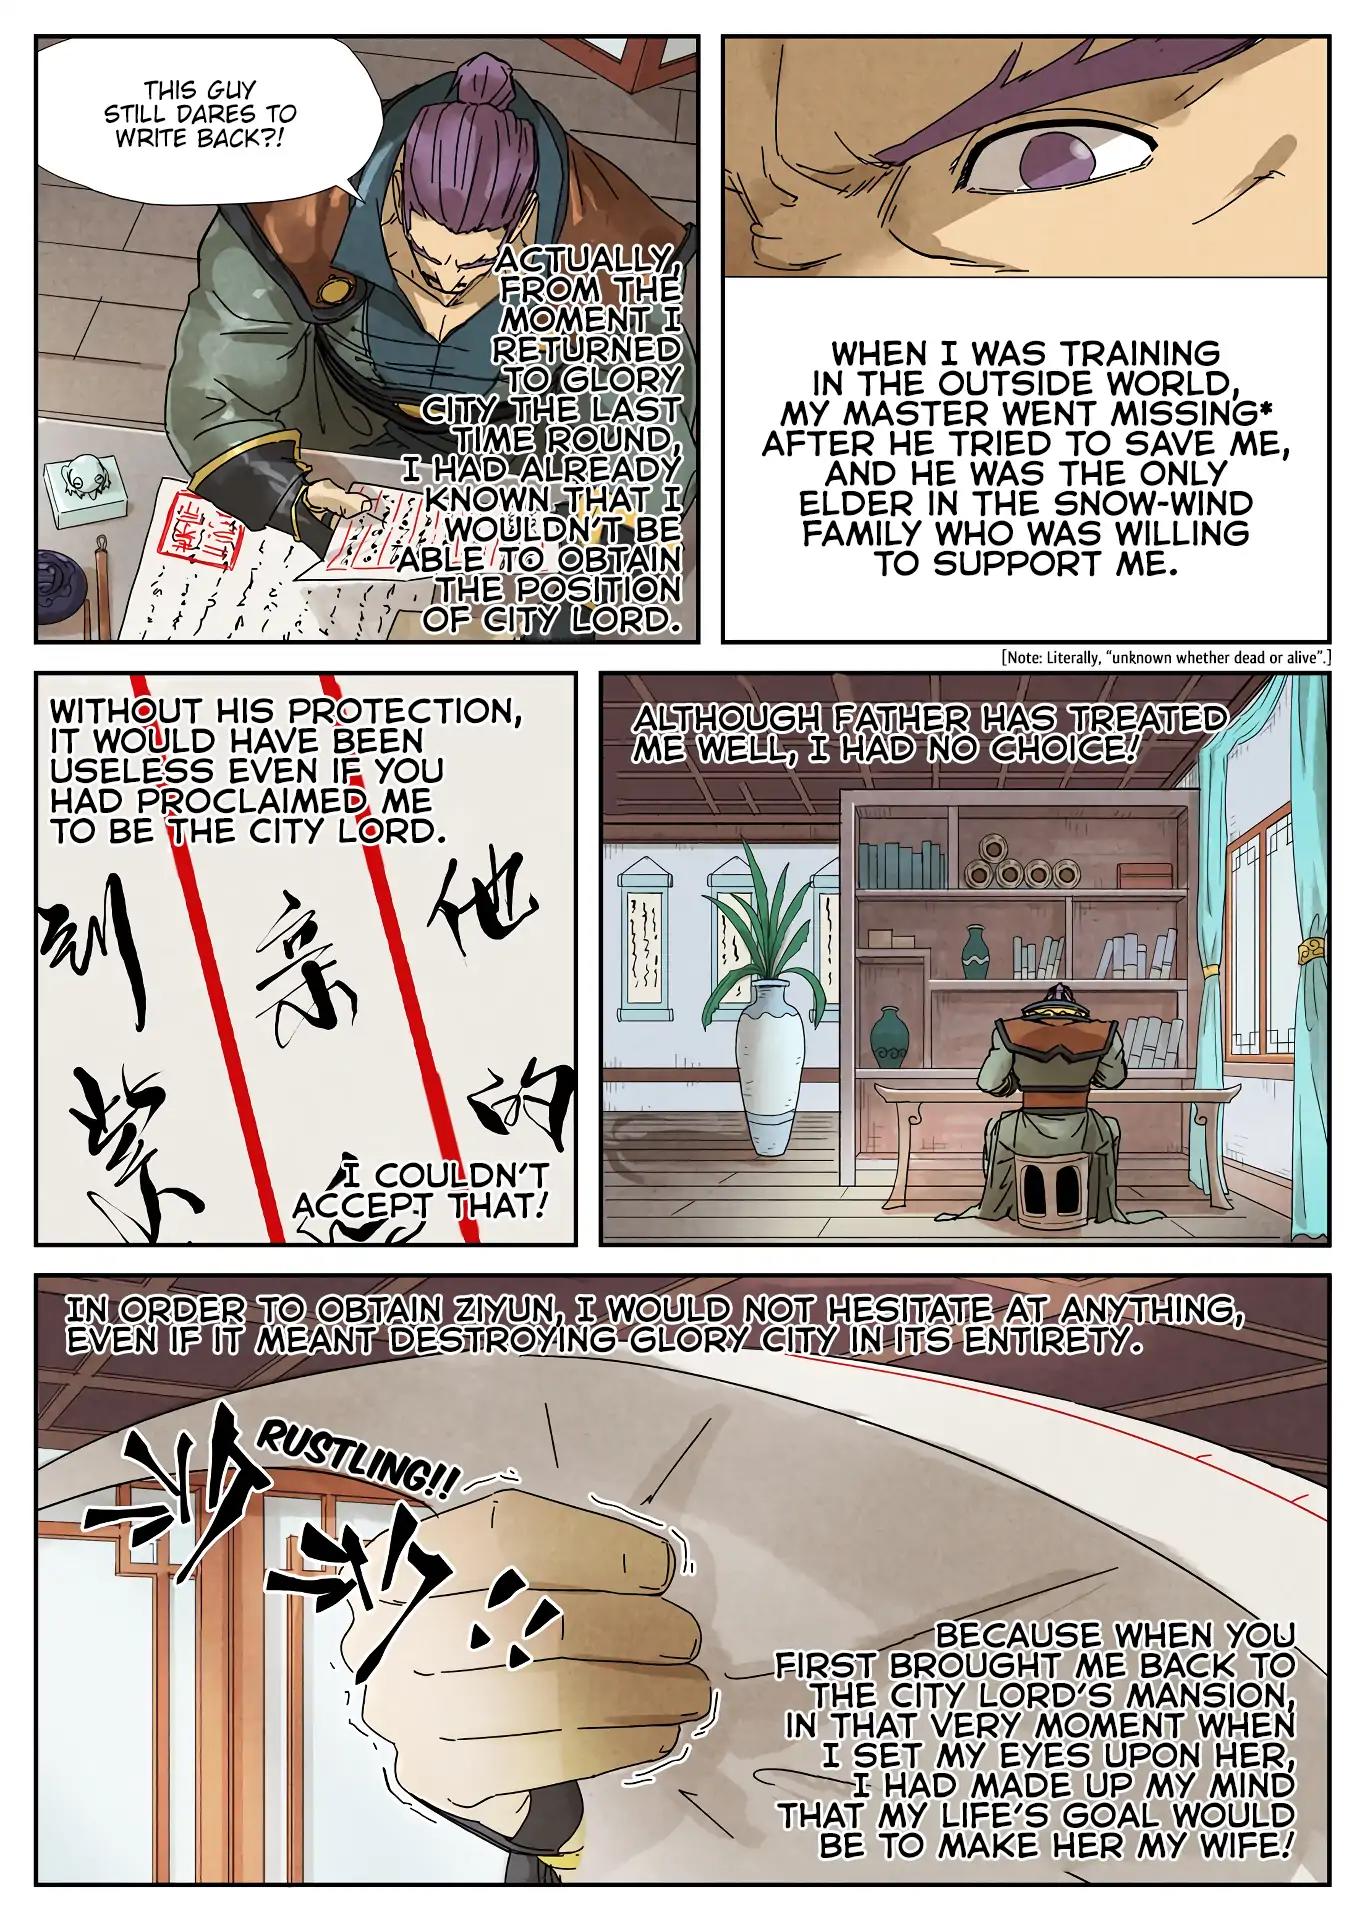 THIS GUY
STILL DARES TO
WRITE BACK?!
ACTUALLY,
FROM THE
MOMENT I
RETURNED
TO GLORY
CITY THE LAST
TIME ROUND,
I HAD ALREADY
KNOWN THAT I
WOULDN'T BE
ABLE TO OBTAIN
THE POSITION
OF CITY LORD.
WHEN I WAS TRAINING
IN THE OUTSIDE WORLD,
MY MASTER WENT MISSING*
AFTER HE TRIED TO SAVE ME,
AND HE WAS THE ONLY
ELDER IN THE SNOW-WIND
FAMILY WHO WAS WILLING
TO SUPPORT ME.
[Note: Literally, “unknown whether dead or alive”.]
WITHOUT HIS PROTECTION,
IT WOULD HAVE BEEN
USELESS EVEN IF YOU
HAD PROCLAIMED ME
TO BE THE CITY LORD.
他的
宗
到紫
I COULDN'T
ACCEPT THAT!
ALTHOUGH FATHER HAS TREATED
ME WELL, I HAD NO CHOICE!
IN ORDER TO OBTAIN ZIYUN, I WOULD NOT HESITATE AT ANYTHING,
EVEN IF IT MEANT DESTROYING GLORY CITY IN ITS ENTIRETY.
RUSTLING!!
BECAUSE WHEN YOU
FIRST BROUGHT ME BACK TO
THE CITY LORD'S MANSION,
IN THAT VERY MOMENT WHEN
I SET MY EYES UPON HER,
I HAD MADE UP MY MIND
THAT MY LIFE'S GOAL WOULD
BE TO MAKE HER MY WIFE!